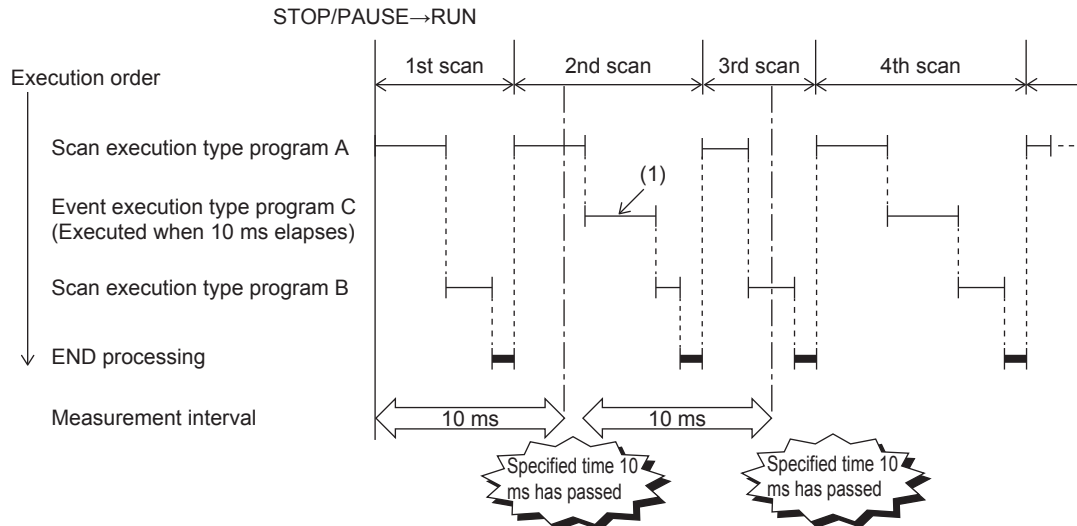 STOP/PAUSE→RUN
1st scan
2nd scan
3rd scan
4th scan
Execution order
Scan execution type program A
(1)
Event execution type program C
(Executed when 10 ms elapses)
Scan execution type program B
END processing
Measurement interval
10 ms
10 ms
Specified time 10
ms has passed
Specified time 10
ms has passed